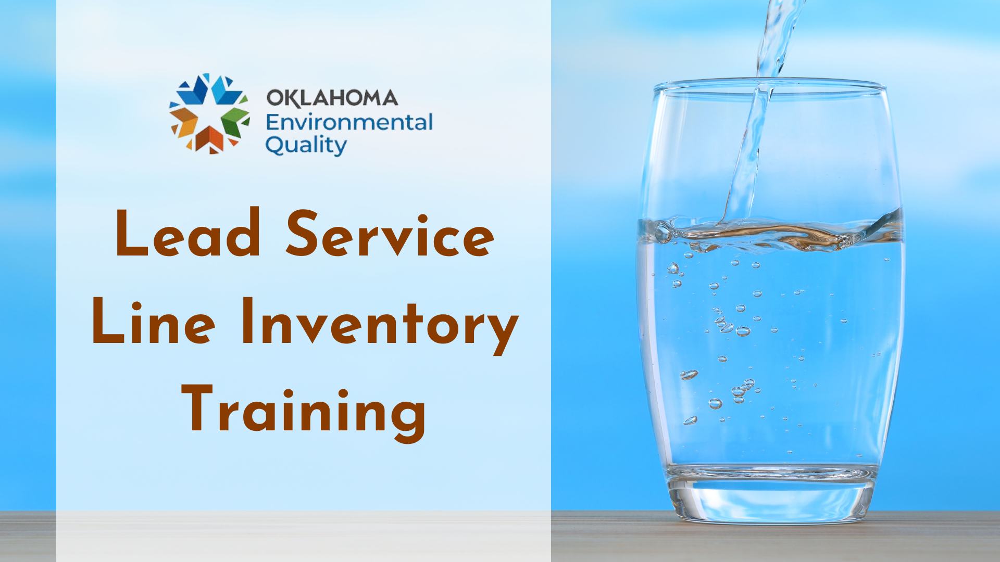 OKLAHOMA
Environmental
Quality
Lead Service
Line Inventory
Training